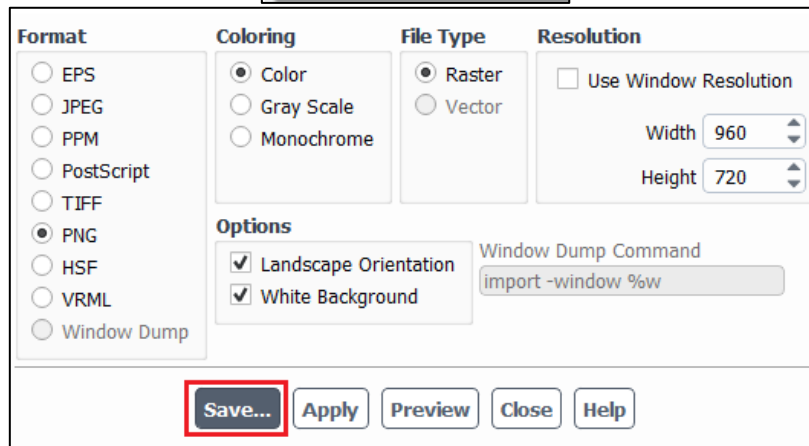 Format
EPS
JPEG
PPM
PostScript
TIFF
PNG
HSF
VRML
Window Dump
Coloring
Color
Gray Scale
Monochrome
File Type
Raster
Vector
Resolution
Use Window Resolution
Width 960
Height 720
Options
Landscape Orientation
White Background
Window Dump Command
import -window %w
Save... Apply Preview Close Help